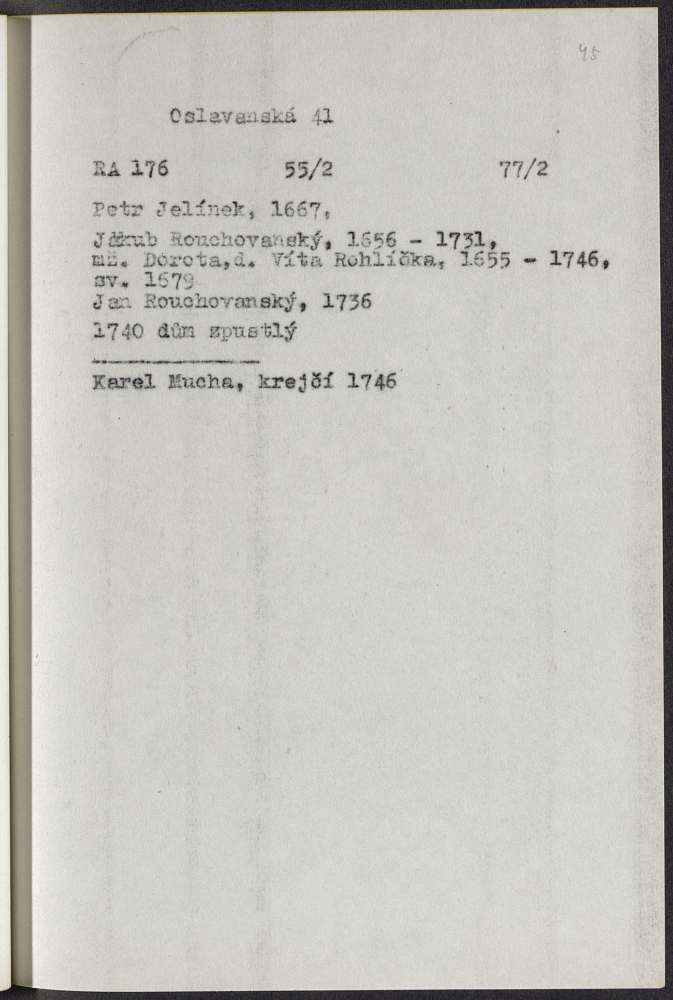 45
Oslavanská 41
RA 176 55/2 77/2
Petr Jelínek, 1667,
Jakub Rouchovanský, 1656 - 1731,
mž. Dorota,d. Víta Rohlíčka, 1655 - 1746,
sv. 1679
Jan Rouchovanský, 1736
1740 dům zpustlý
Karel Mucha, krejčí 1746